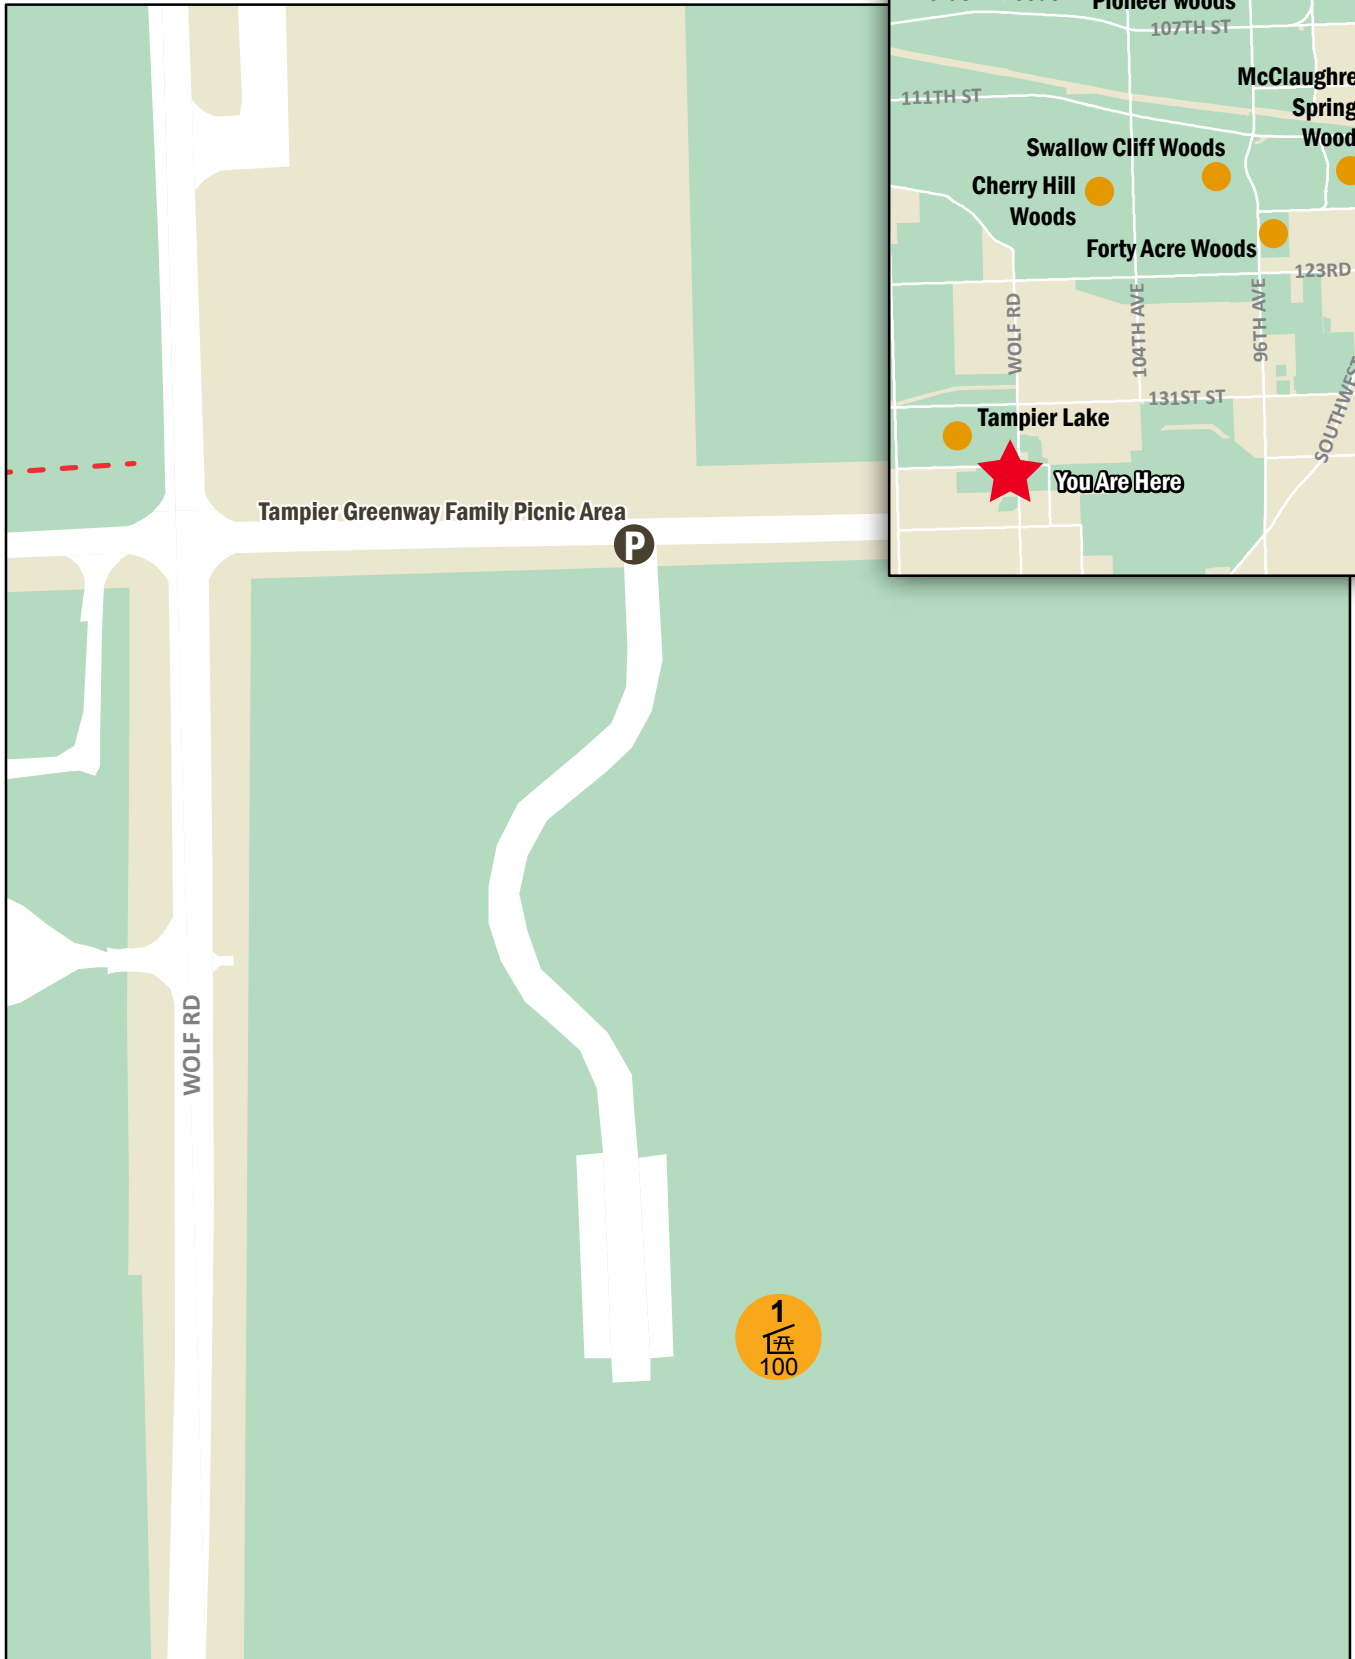 Pioneer Woods
107TH ST
McClaughre
Spring
Wood
111TH ST
Swallow Cliff Woods
Cherry Hill
Woods
Forty Acre Woods
123RD
WOLF RD
104TH AVE
96TH AVE
131ST ST
SOUTHWEST
Tampier Lake
You Are Here
Tampier Greenway Family Picnic Area
P
WOLF RD
1
100